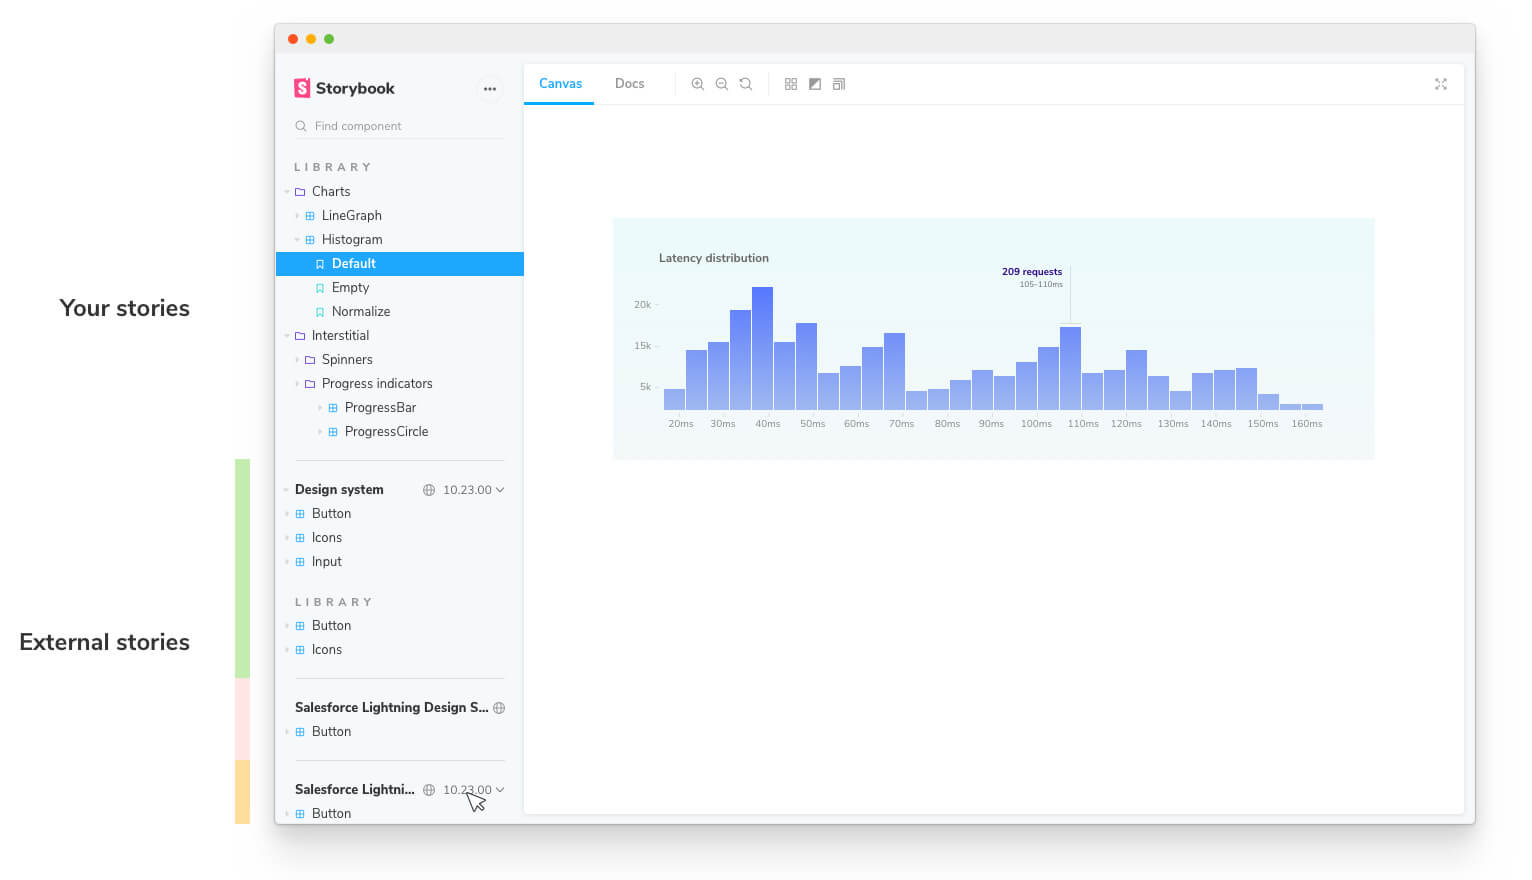 Your stories
External stories
Storybook
Find component
LIBRARY
Charts
LineGraph
Histogram
Default
Empty
Normalize
Interstitial
Spinners
Progress indicators
ProgressBar
ProgressCircle
Design system 10.23.00
Button
Icons
Input
LIBRARY
Button
Icons
Salesforce Lightning Design S...
Button
Salesforce Lightni... 10.23.00
Button
Canvas Docs
Latency distribution
209 requests
105-110ms
20k
15k
5k
20ms 30ms 40ms 50ms 60ms 70ms 80ms 90ms 100ms 110ms 120ms 130ms 140ms 150ms 160ms